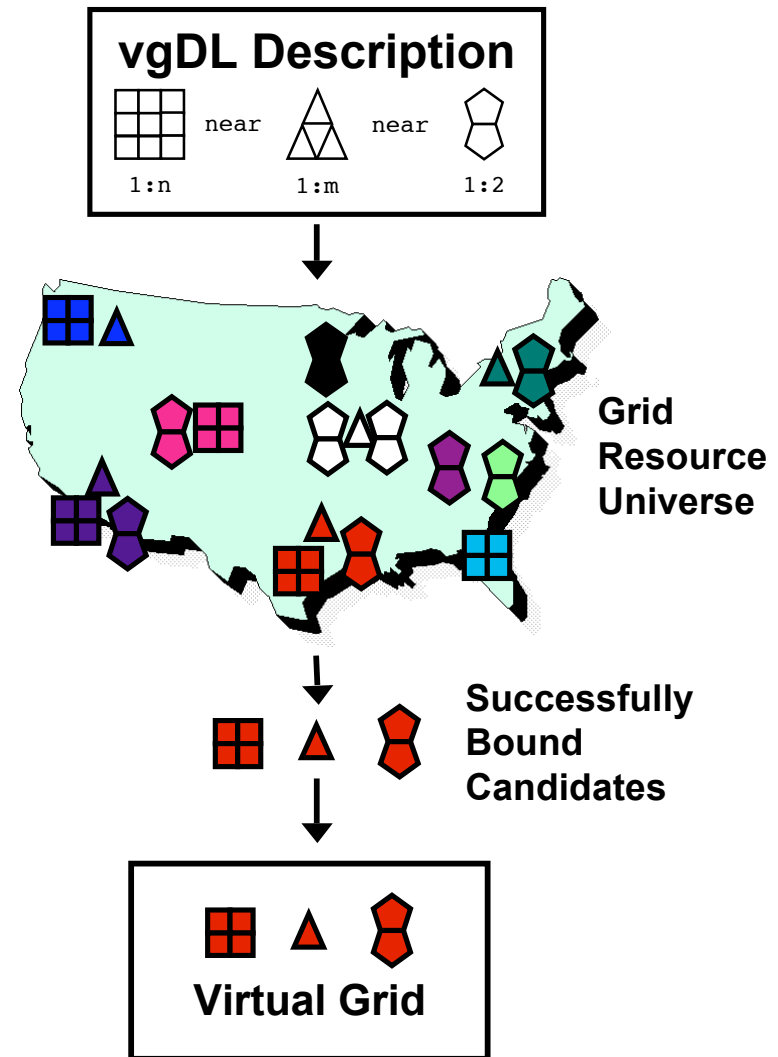 vgDL Description
near near
1:n 1:m 1:2
Grid
Resource
Universe
Successfully
Bound
Candidates
Virtual Grid